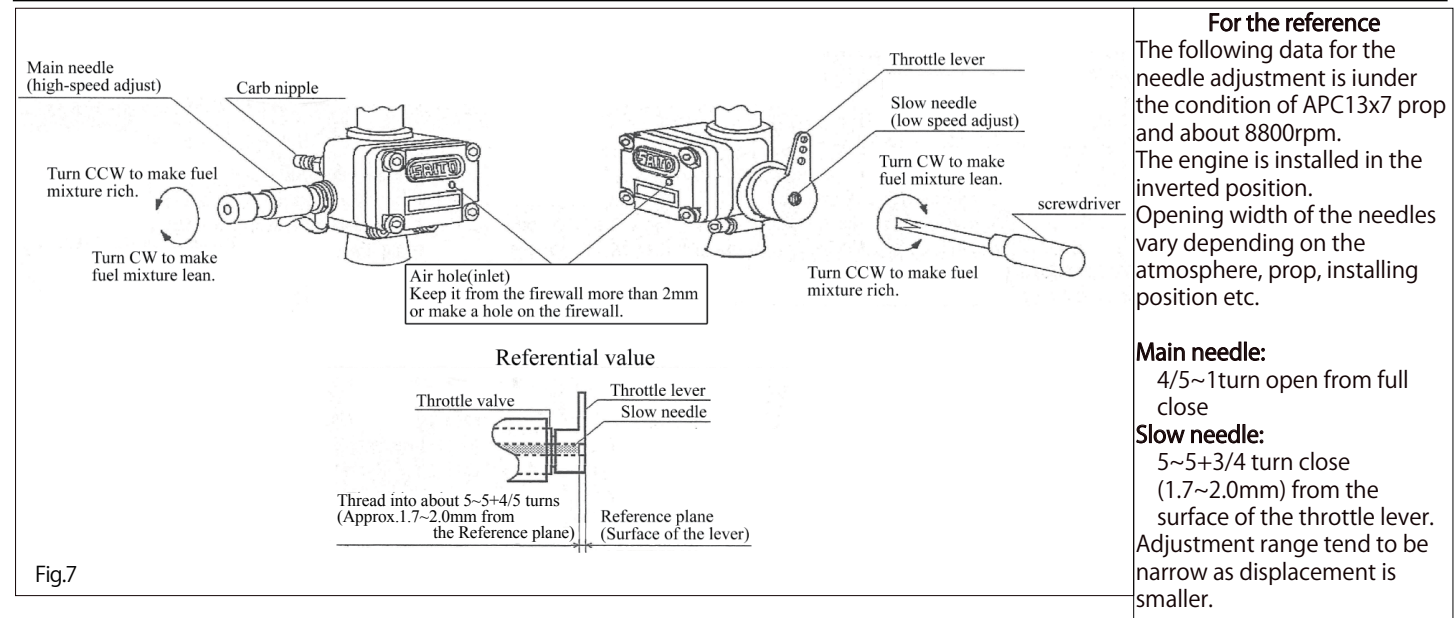 Main needle
(high-speed adjust)
Carb nipple
Turn CCW to make fuel
mixture rich.
Turn CW to make
fuel mixture lean.
SAITO
Air hole(inlet)
Keep it from the firewall more than 2mm
or make a hole on the firewall.
SAITO
Throttle lever
Slow needle
(low speed adjust)
Turn CW to make
fuel mixture lean.
screwdriver
Turn CCW to make fuel
mixture rich.
Referential value
Throttle valve
Throttle lever
Slow needle
Thread into about 5~5+4/5 turns
(Approx.1.7~2.0mm from
the Reference plane)
Reference plane
(Surface of the lever)
Fig.7
For the reference
The following data for the
needle adjustment is iunder
the condition of APC13x7 prop
and about 8800rpm.
The engine is installed in the
inverted position.
Opening width of the needles
vary depending on the
atmosphere, prop, installing
position etc.
Main needle:
4/5~1turn open from full
close
Slow needle:
5~5+3/4 turn close
(1.7~2.0mm) from the
surface of the throttle lever.
Adjustment range tend to be
narrow as displacement is
smaller.